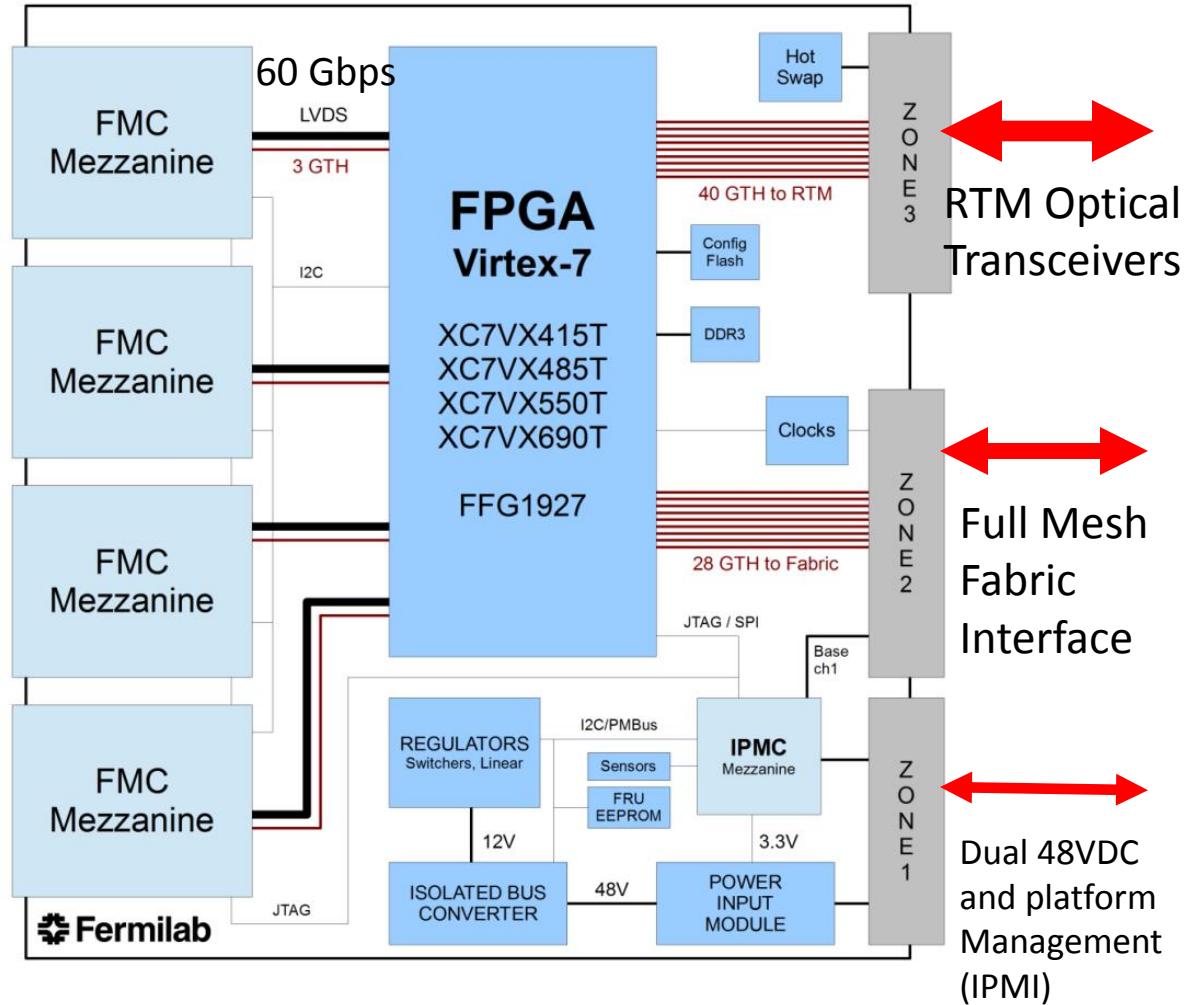 FMC
Mezzanine
60 Gbps
LVDS
3 GTH
I2C
FMC
Mezzanine
FMC
Mezzanine
FMC
Mezzanine
JTAG
Fermilab
FPGA
Virtex-7
XC7VX415T
XC7VX485T
XC7VX550T
XC7VX690T
FFG1927
Hot
Swap
40 GTH to RTM
Config
Flash
DDR3
Clocks
28 GTH to Fabric
JTAG / SPI
Base
ch1
REGULATORS
Switchers, Linear
I2C/PMBus
Sensors
FRU
EEPROM
IPMC
Mezzanine
12V
3.3V
ISOLATED BUS
CONVERTER
48V
POWER
INPUT
MODULE
Z
O
N
E
3
RTM Optical
Transceivers
Z
O
N
E
2
Full Mesh
Fabric
Interface
Z
O
N
E
1
Dual 48VDC
and platform
Management
(IPMI)